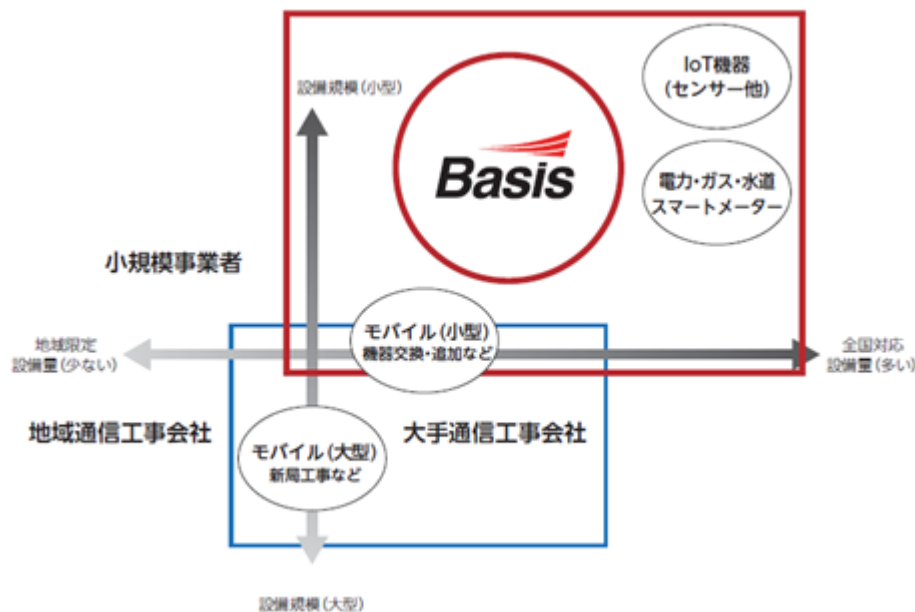 IoT機器
(センサー他)
設備規模(小型)
Basis
電力・ガス・水道
スマートメーター
小規模事業者
モバイル(小型)
機器交換・追加など
地域限定
設備量(少ない)
全国対応
設備量(多い)
地域通信工事会社
大手通信工事会社
モバイル(大型)
新局工事など
設備規模(大型)